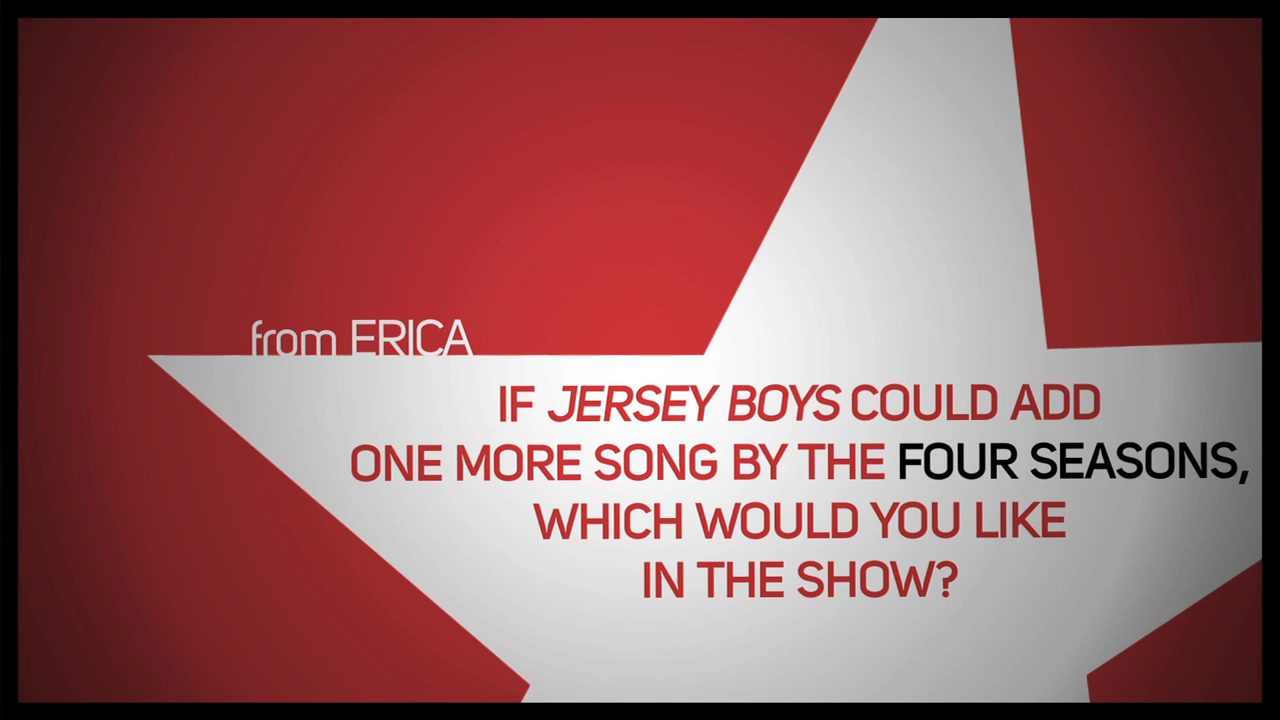 from ERICA
IF JERSEY BOYS COULD ADD
ONE MORE SONG BY THE FOUR SEASONS,
WHICH WOULD YOU LIKE
IN THE SHOW?